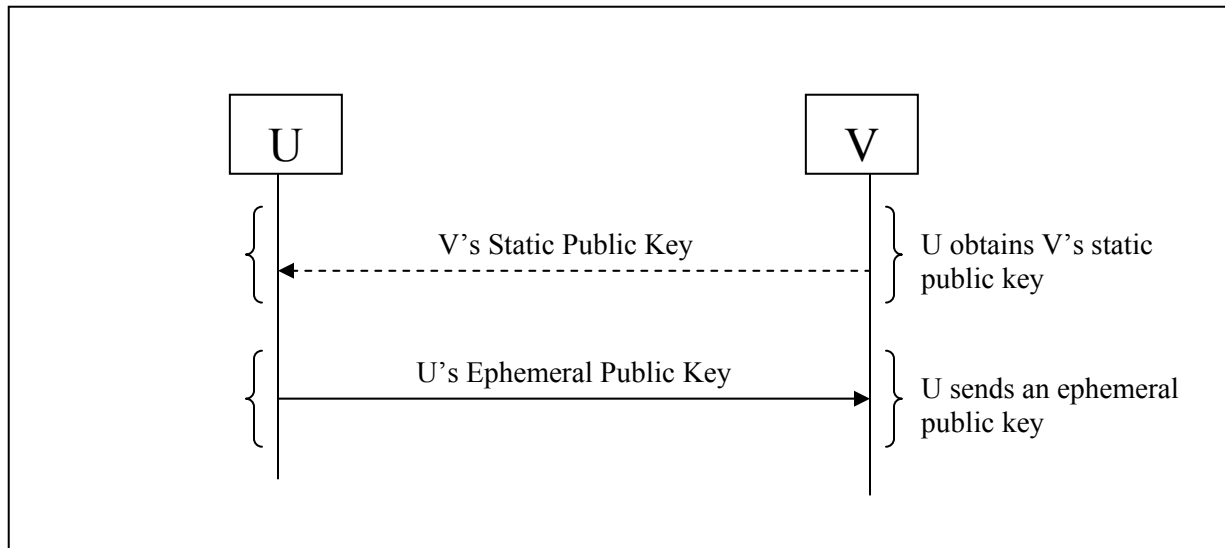 U
V
V’s Static Public Key
U obtains V’s static
public key
U’s Ephemeral Public Key
U sends an ephemeral
public key